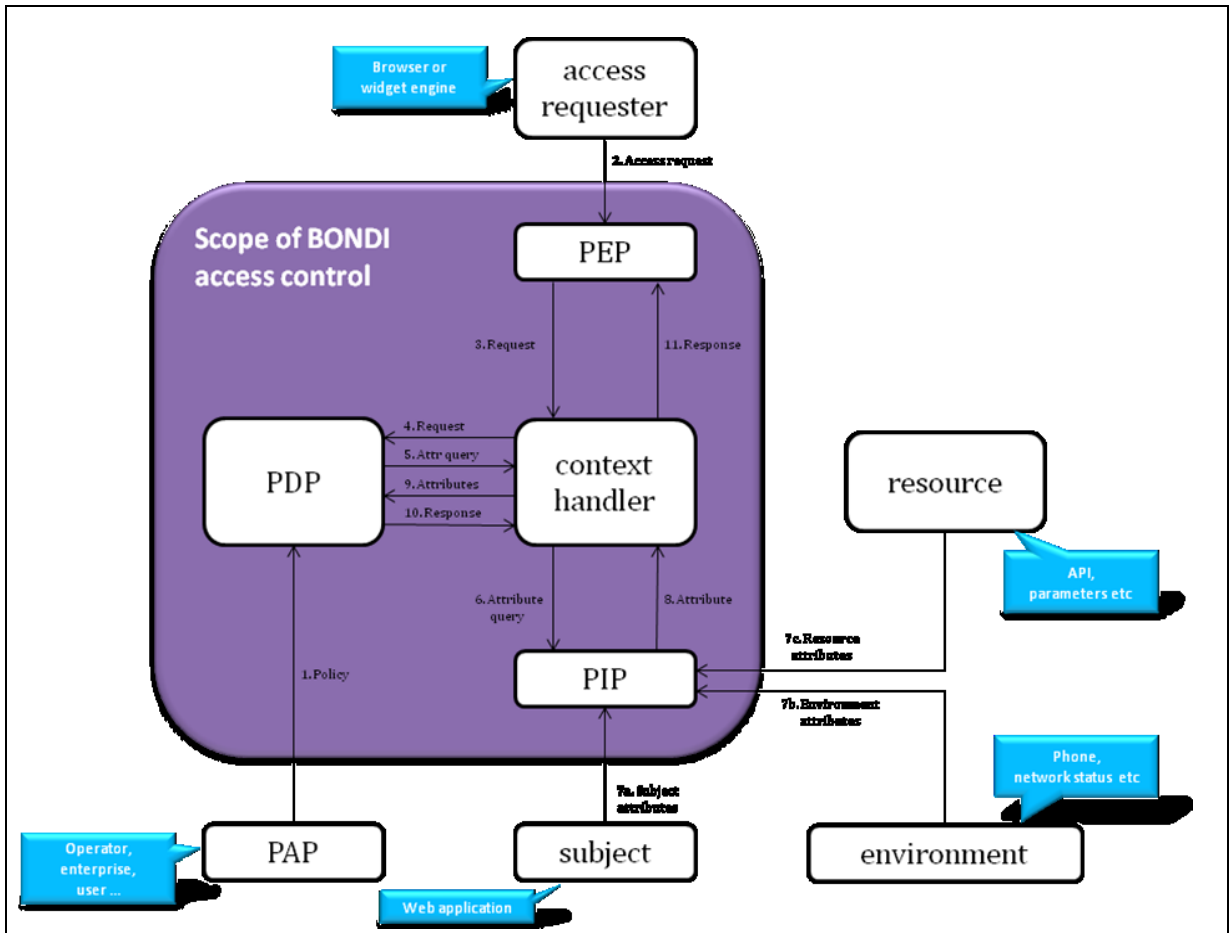 Browser or
widget engine
access
requester
2. Access request
Scope of BONDI
access control
PEP
3. Request
11. Response
4. Request
5. Attr query
9. Attributes
10. Response
PDP
context
handler
resource
API,
parameters etc
6. Attribute
query
8. Attribute
7c. Resource
attributes
1. Policy
PIP
7b. Environment
attributes
Phone,
network status etc
7a. Subject
attributes
Operator,
enterprise,
user ...
PAP
subject
environment
Web application